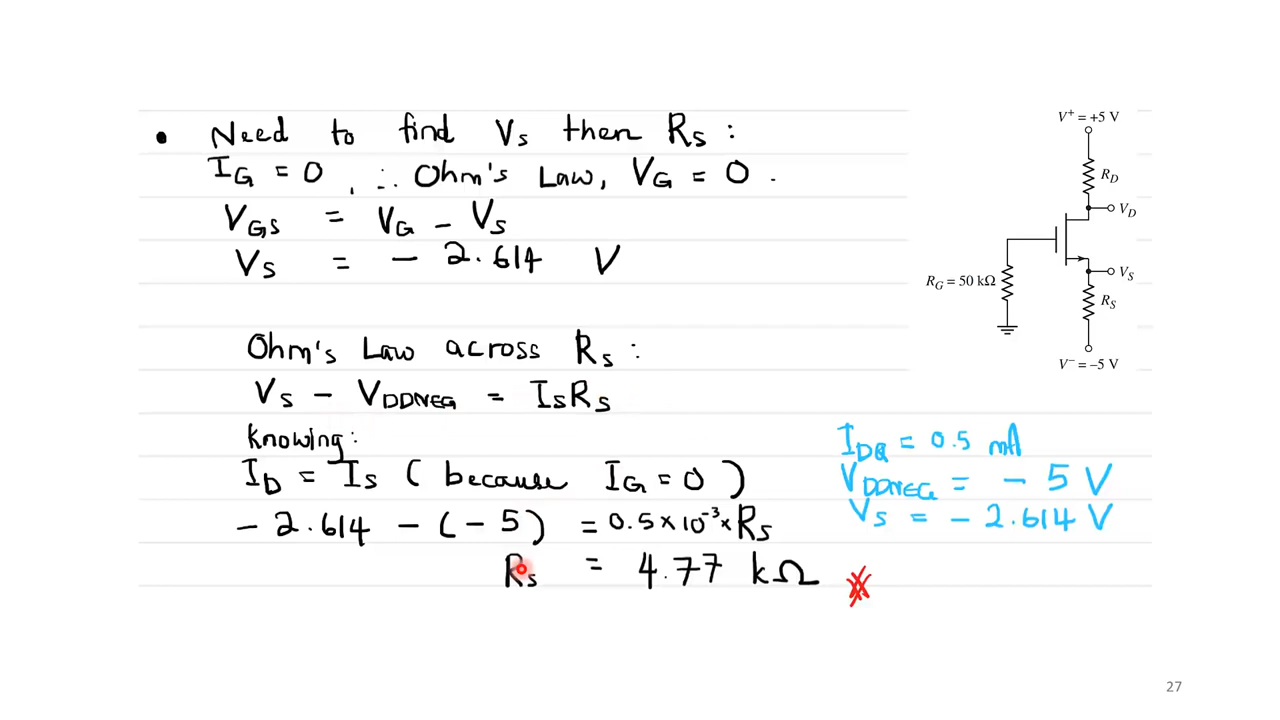 • Need to find Vs then Rs :
IG = 0 , ∴ Ohm's Law, VG = 0 .
VGS = VG - Vs
Vs = - 2.614 V
Ohm's Law across Rs :
Vs - VDDNEG = IsRs
knowing:
ID = Is ( because IG = 0 )
- 2.614 - ( - 5 ) = 0.5 × 10⁻³ × Rs
Rs = 4.77 kΩ
IDQ = 0.5 mA
VDDNEG = - 5 V
Vs = - 2.614 V
V⁺ = +5 V
RD
VD
RG = 50 kΩ
VS
RS
V⁻ = –5 V
27